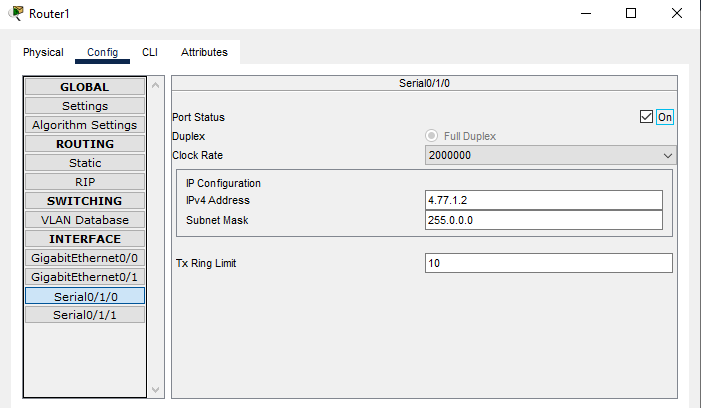 Router1
Physical Config CLI Attributes
GLOBAL
Settings
Algorithm Settings
ROUTING
Static
RIP
SWITCHING
VLAN Database
INTERFACE
GigabitEthernet0/0
GigabitEthernet0/1
Serial0/1/0
Serial0/1/1
Serial0/1/0
Port Status On
Duplex Full Duplex
Clock Rate 2000000
IP Configuration
IPv4 Address 4.77.1.2
Subnet Mask 255.0.0.0
Tx Ring Limit 10